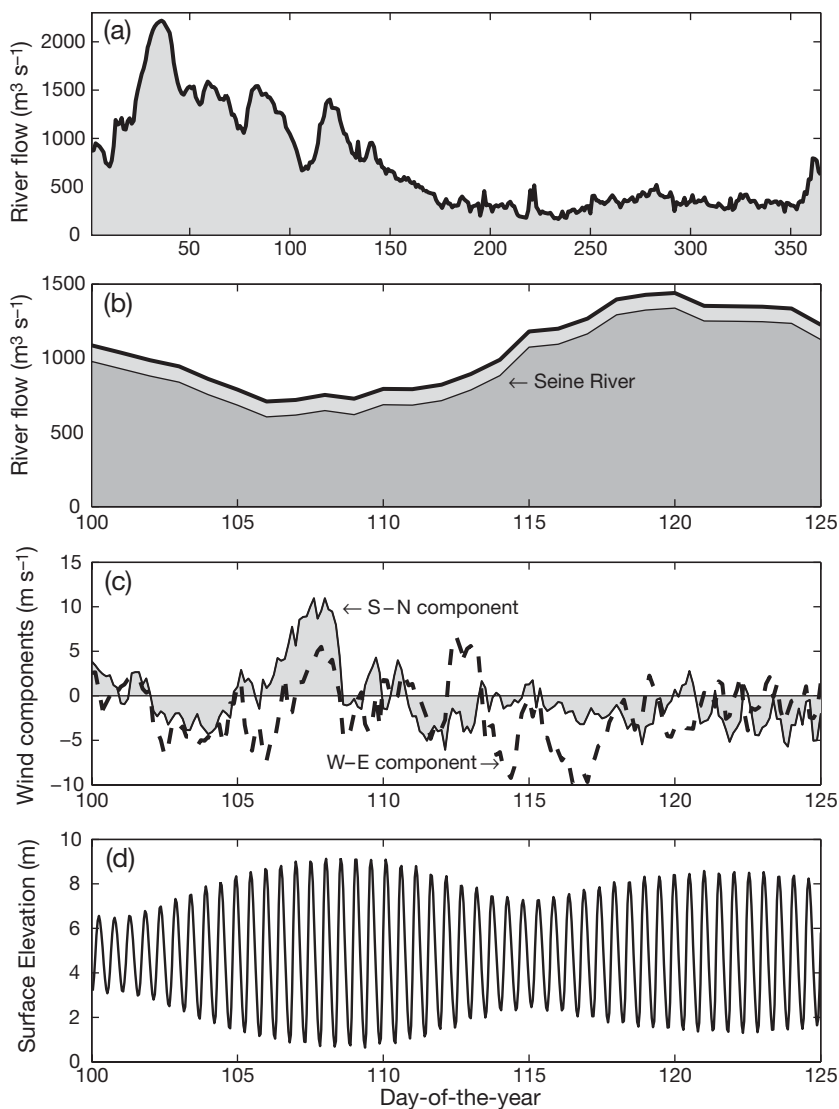 (a)
River flow (m³ s–1)
2000
1500
1000
500
0
50 100 150 200 250 300 350
(b)
River flow (m³ s–1)
1500
1000
500
0
← Seine River
100 105 110 115 120 125
(c)
Wind components (m s–1)
15
10
5
0
–5
–10
← S–N component
W–E component →
100 105 110 115 120 125
(d)
Surface Elevation (m)
10
8
6
4
2
0
100 105 110 115 120 125
Day-of-the-year